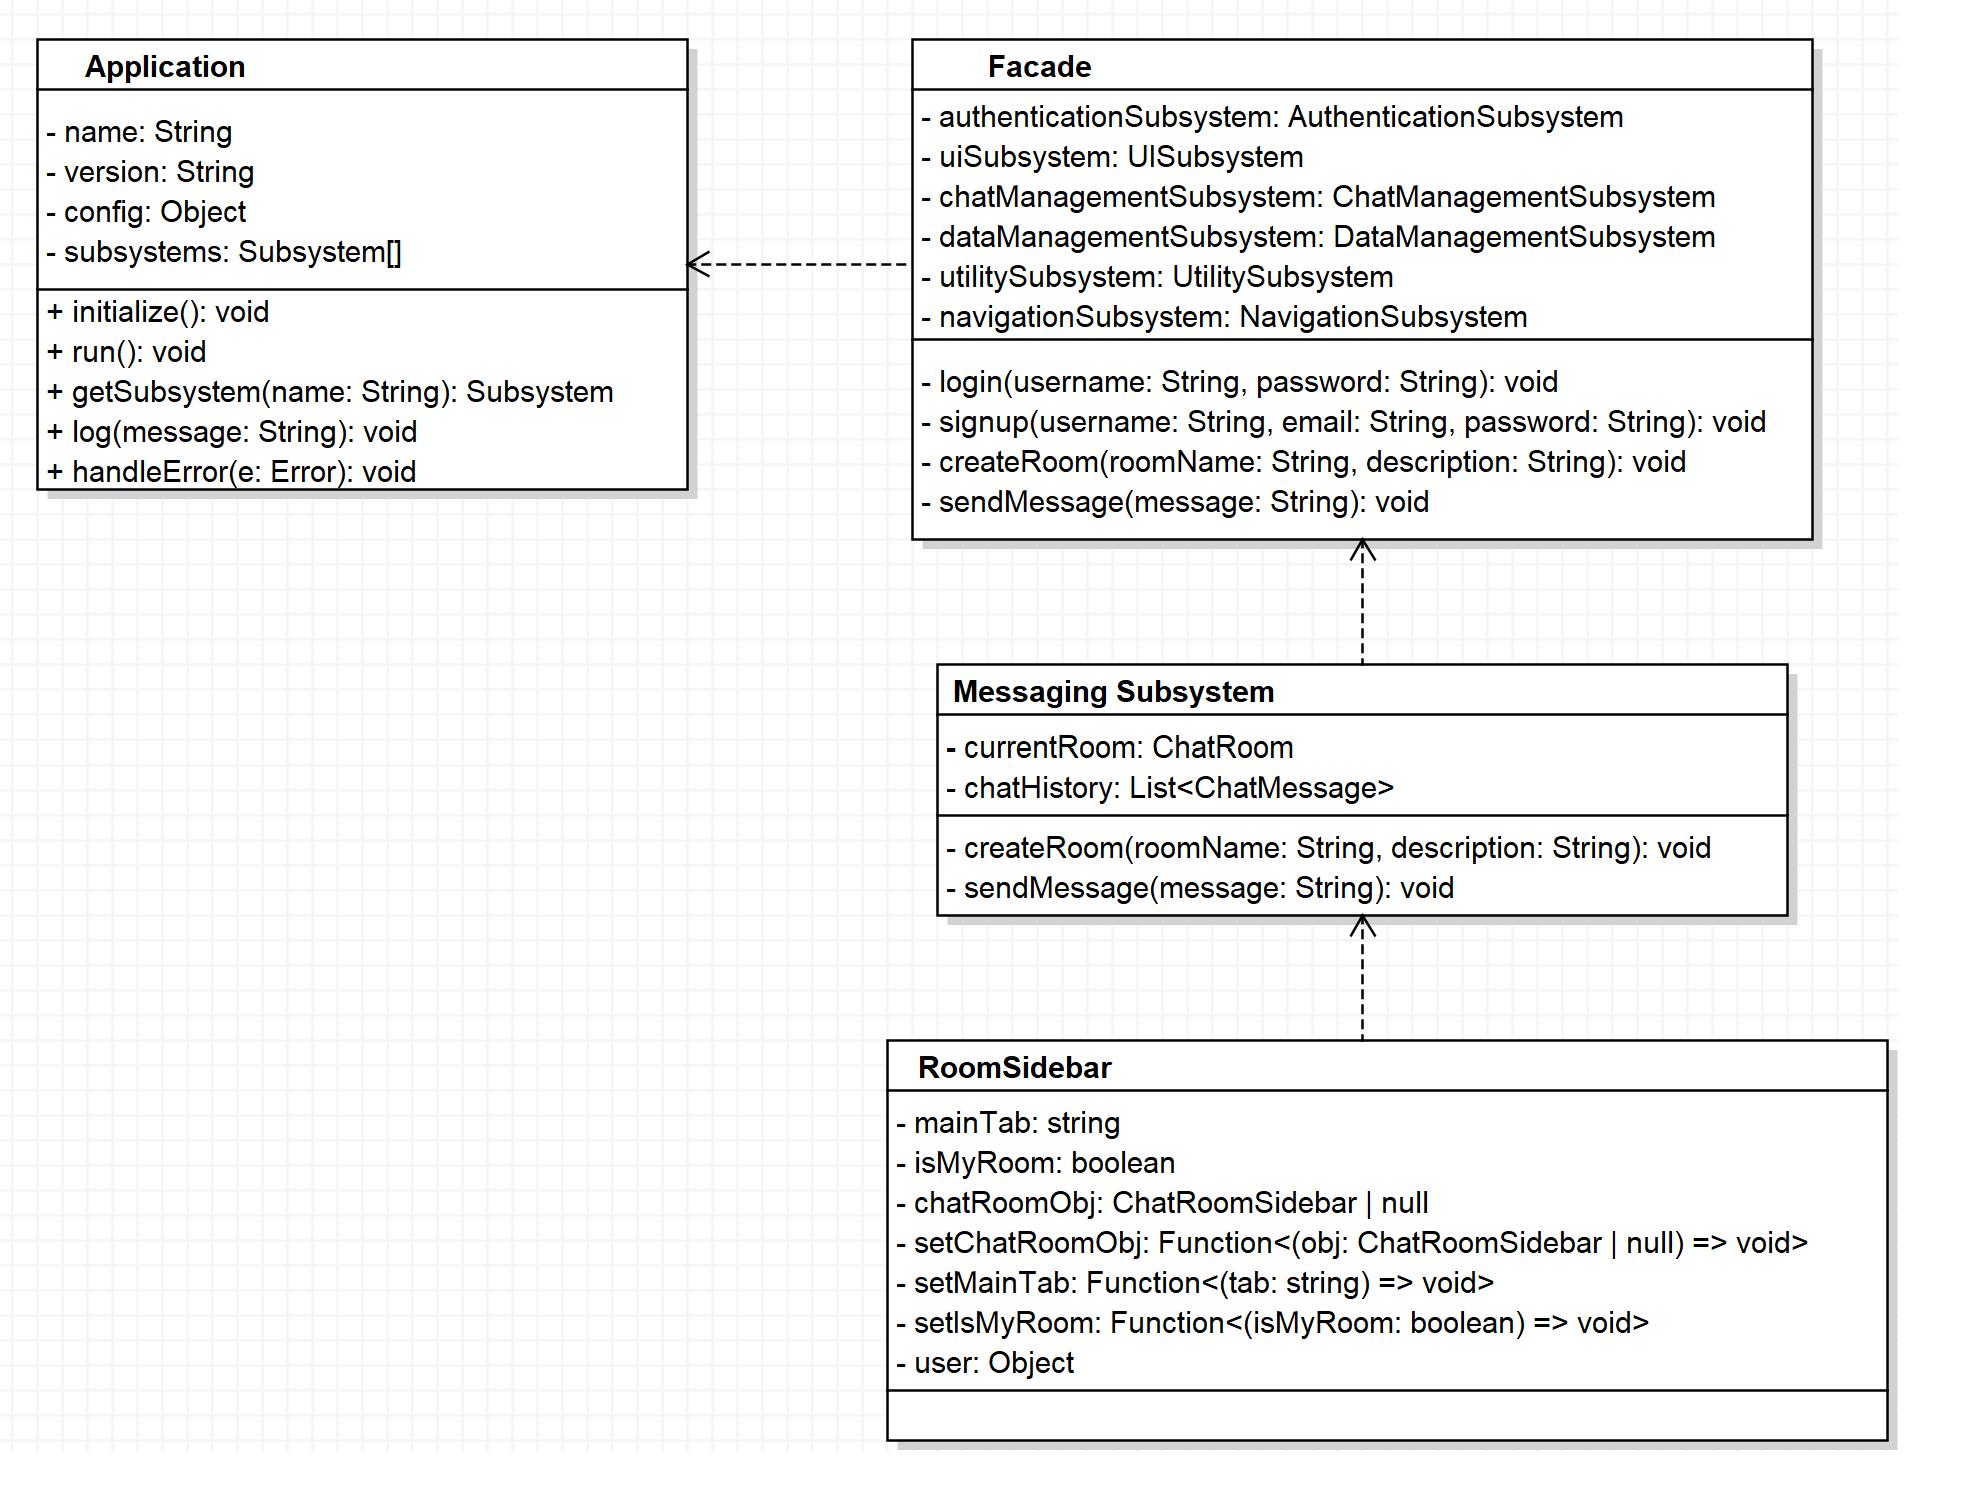 Application
- name: String
- version: String
- config: Object
- subsystems: Subsystem[]
+ initialize(): void
+ run(): void
+ getSubsystem(name: String): Subsystem
+ log(message: String): void
+ handleError(e: Error): void
Facade
- authenticationSubsystem: AuthenticationSubsystem
- uiSubsystem: UISubsystem
- chatManagementSubsystem: ChatManagementSubsystem
- dataManagementSubsystem: DataManagementSubsystem
- utilitySubsystem: UtilitySubsystem
- navigationSubsystem: NavigationSubsystem
- login(username: String, password: String): void
- signup(username: String, email: String, password: String): void
- createRoom(roomName: String, description: String): void
- sendMessage(message: String): void
Messaging Subsystem
- currentRoom: ChatRoom
- chatHistory: List<ChatMessage>
- createRoom(roomName: String, description: String): void
- sendMessage(message: String): void
RoomSidebar
- mainTab: string
- isMyRoom: boolean
- chatRoomObj: ChatRoomSidebar | null
- setChatRoomObj: Function<(obj: ChatRoomSidebar | null) => void>
- setMainTab: Function<(tab: string) => void>
- setIsMyRoom: Function<(isMyRoom: boolean) => void>
- user: Object